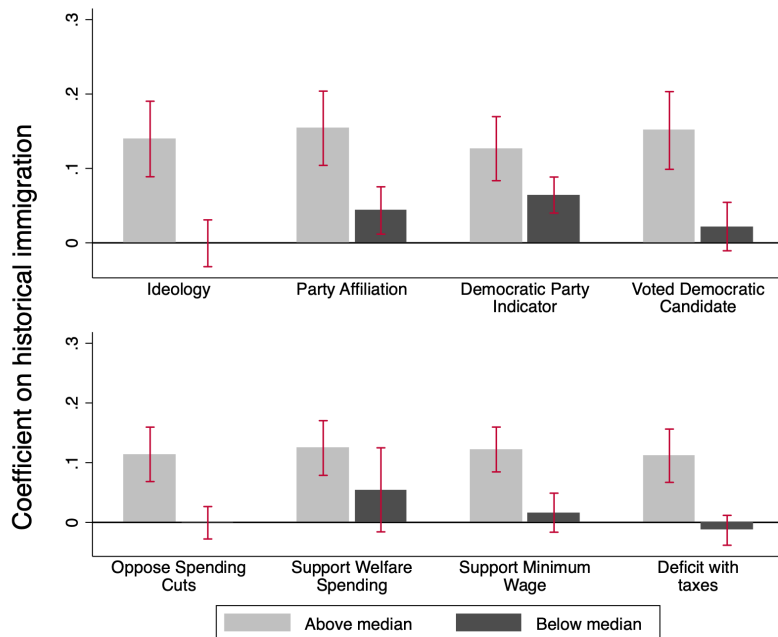 Coefficient on historical immigration
.3
.2
.1
0
Ideology
Party Affiliation
Democratic Party
Indicator
Voted Democratic
Candidate
.3
.2
.1
0
Oppose Spending
Cuts
Support Welfare
Spending
Support Minimum
Wage
Deficit with
taxes
Above median
Below median